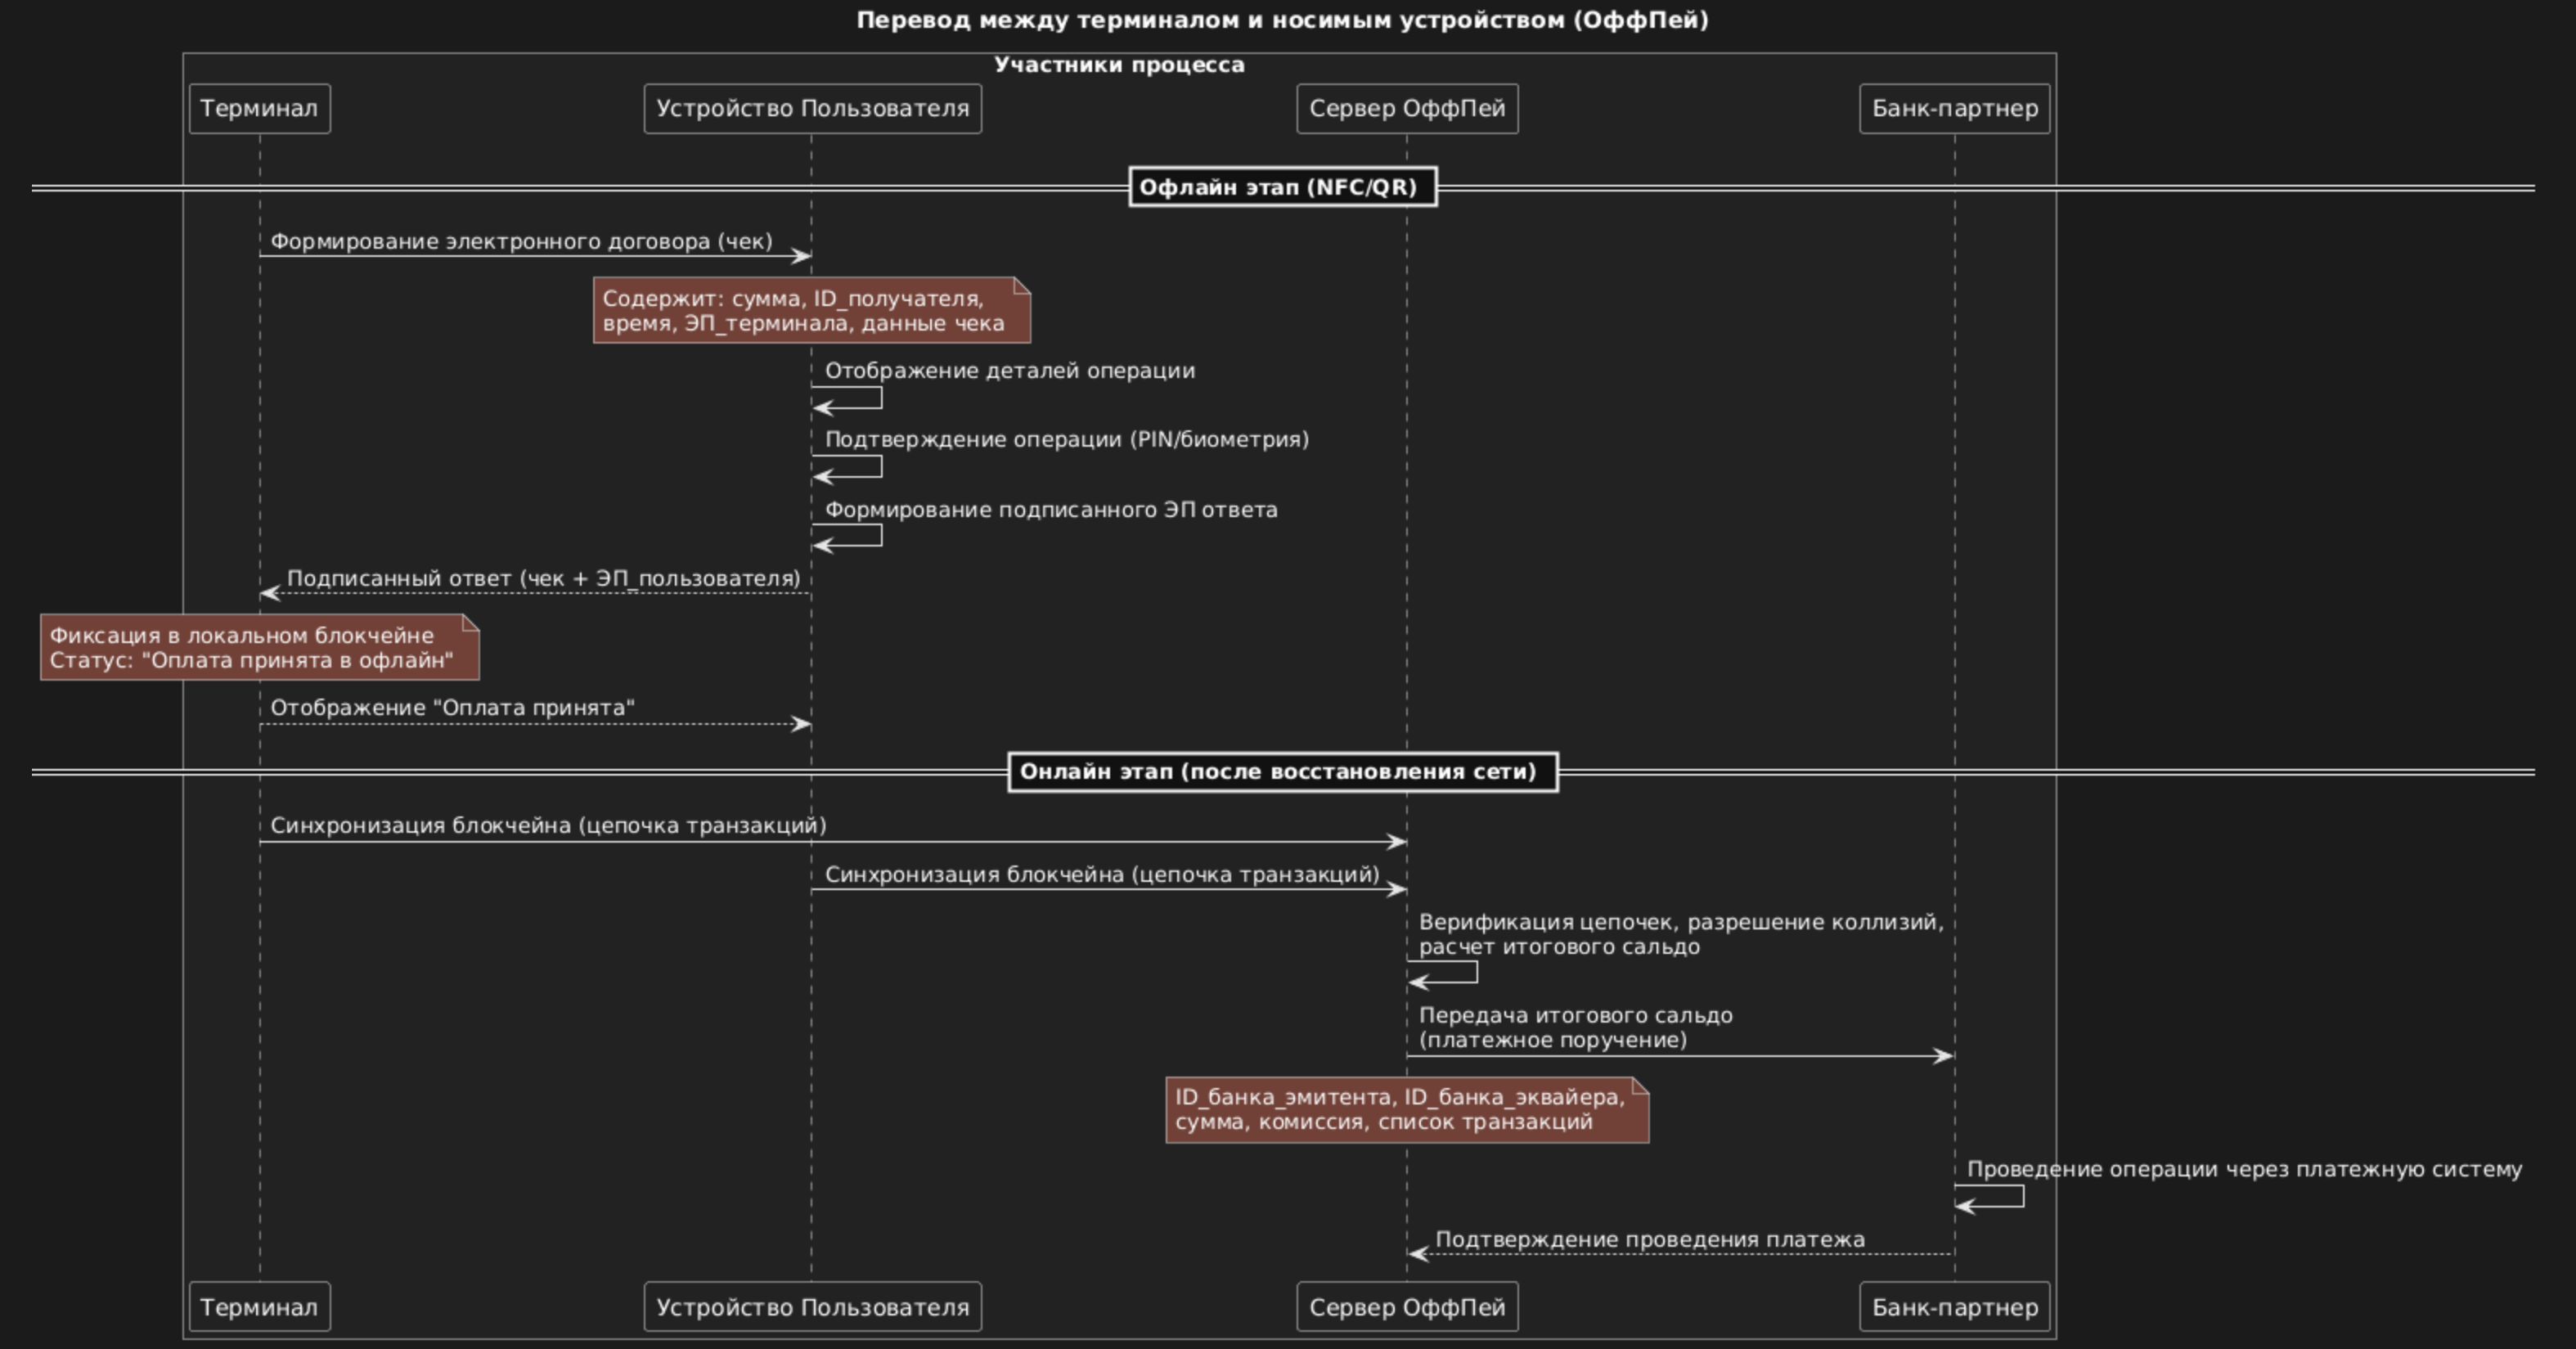 Перевод между терминалом и носимым устройством (ОффПей)
Участники процесса
Терминал
Устройство Пользователя
Сервер ОффПей
Банк-партнер
Офлайн этап (NFC/QR)
Формирование электронного договора (чек)
Содержит: сумма, ID_получателя,
время, ЭП_терминала, данные чека
Отображение деталей операции
Подтверждение операции (PIN/биометрия)
Формирование подписанного ЭП ответа
Подписанный ответ (чек + ЭП_пользователя)
Фиксация в локальном блокчейне
Статус: "Оплата принята в офлайн"
Отображение "Оплата принята"
Онлайн этап (после восстановления сети)
Синхронизация блокчейна (цепочка транзакций)
Синхронизация блокчейна (цепочка транзакций)
Верификация цепочек, разрешение коллизий,
расчет итогового сальдо
Передача итогового сальдо
(платежное поручение)
ID_банка_эмитента, ID_банка_эквайера,
сумма, комиссия, список транзакций
Проведение операции через платежную систему
Подтверждение проведения платежа
Терминал
Устройство Пользователя
Сервер ОффПей
Банк-партнер